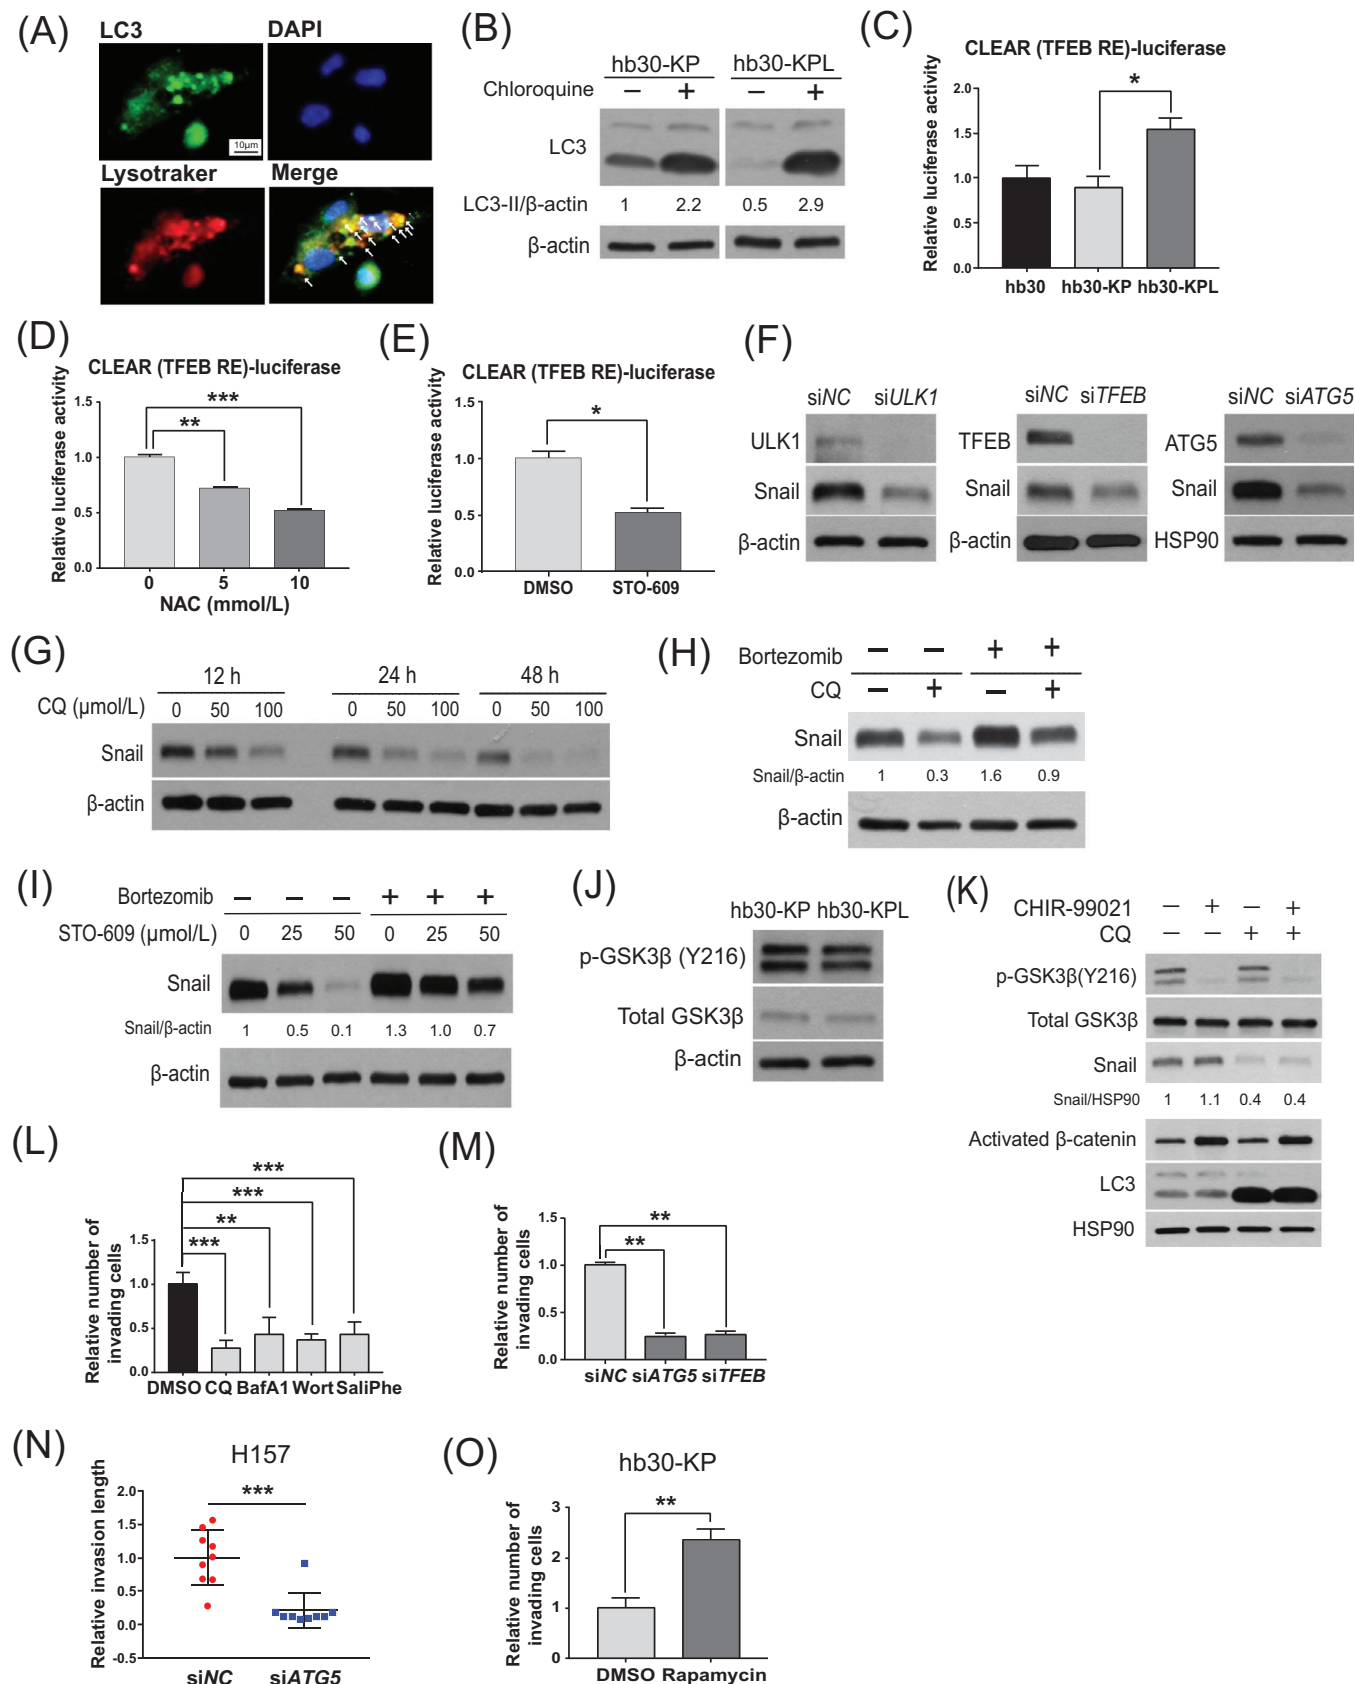 (A)
LC3 DAPI
10μm
Lysotraker Merge
(B)
hb30-KP hb30-KPL
Chloroquine − + − +
LC3
LC3-II/β-actin 1 2.2 0.5 2.9
β-actin
(C)
CLEAR (TFEB RE)-luciferase
Relative luciferase activity
2.0
1.5
1.0
0.5
0.0
*
hb30 hb30-KP hb30-KPL
(D)
CLEAR (TFEB RE)-luciferase
Relative luciferase activity
1.5
1.0
0.5
0.0
***
**
0 5 10
NAC (mmol/L)
(E)
CLEAR (TFEB RE)-luciferase
Relative luciferase activity
1.5
1.0
0.5
0.0
*
DMSO STO-609
(F)
siNC siULK1
ULK1
Snail
β-actin
siNC siTFEB
TFEB
Snail
β-actin
siNC siATG5
ATG5
Snail
HSP90
(G)
12 h 24 h 48 h
CQ (μmol/L) 0 50 100 0 50 100 0 50 100
Snail
β-actin
(H)
Bortezomib − − + +
CQ − + − +
Snail
Snail/β-actin 1 0.3 1.6 0.9
β-actin
(I)
Bortezomib − − − + + +
STO-609 (μmol/L) 0 25 50 0 25 50
Snail
Snail/β-actin 1 0.5 0.1 1.3 1.0 0.7
β-actin
(J)
hb30-KP hb30-KPL
p-GSK3β (Y216)
Total GSK3β
β-actin
(K)
CHIR-99021 − + − +
CQ − − + +
p-GSK3β(Y216)
Total GSK3β
Snail
Snail/HSP90 1 1.1 0.4 0.4
Activated β-catenin
LC3
HSP90
(L)
Relative number of
invading cells
1.5
1.0
0.5
0.0
***
***
**
***
DMSO CQ BafA1 Wort SaliPhe
(M)
Relative number of
invading cells
1.5
1.0
0.5
0.0
**
**
siNC siATG5 siTFEB
(N)
H157
Relative invasion length
2.0
1.5
1.0
0.5
0.0
-0.5
***
siNC siATG5
(O)
hb30-KP
Relative number of
invading cells
3
2
1
0
**
DMSO Rapamycin